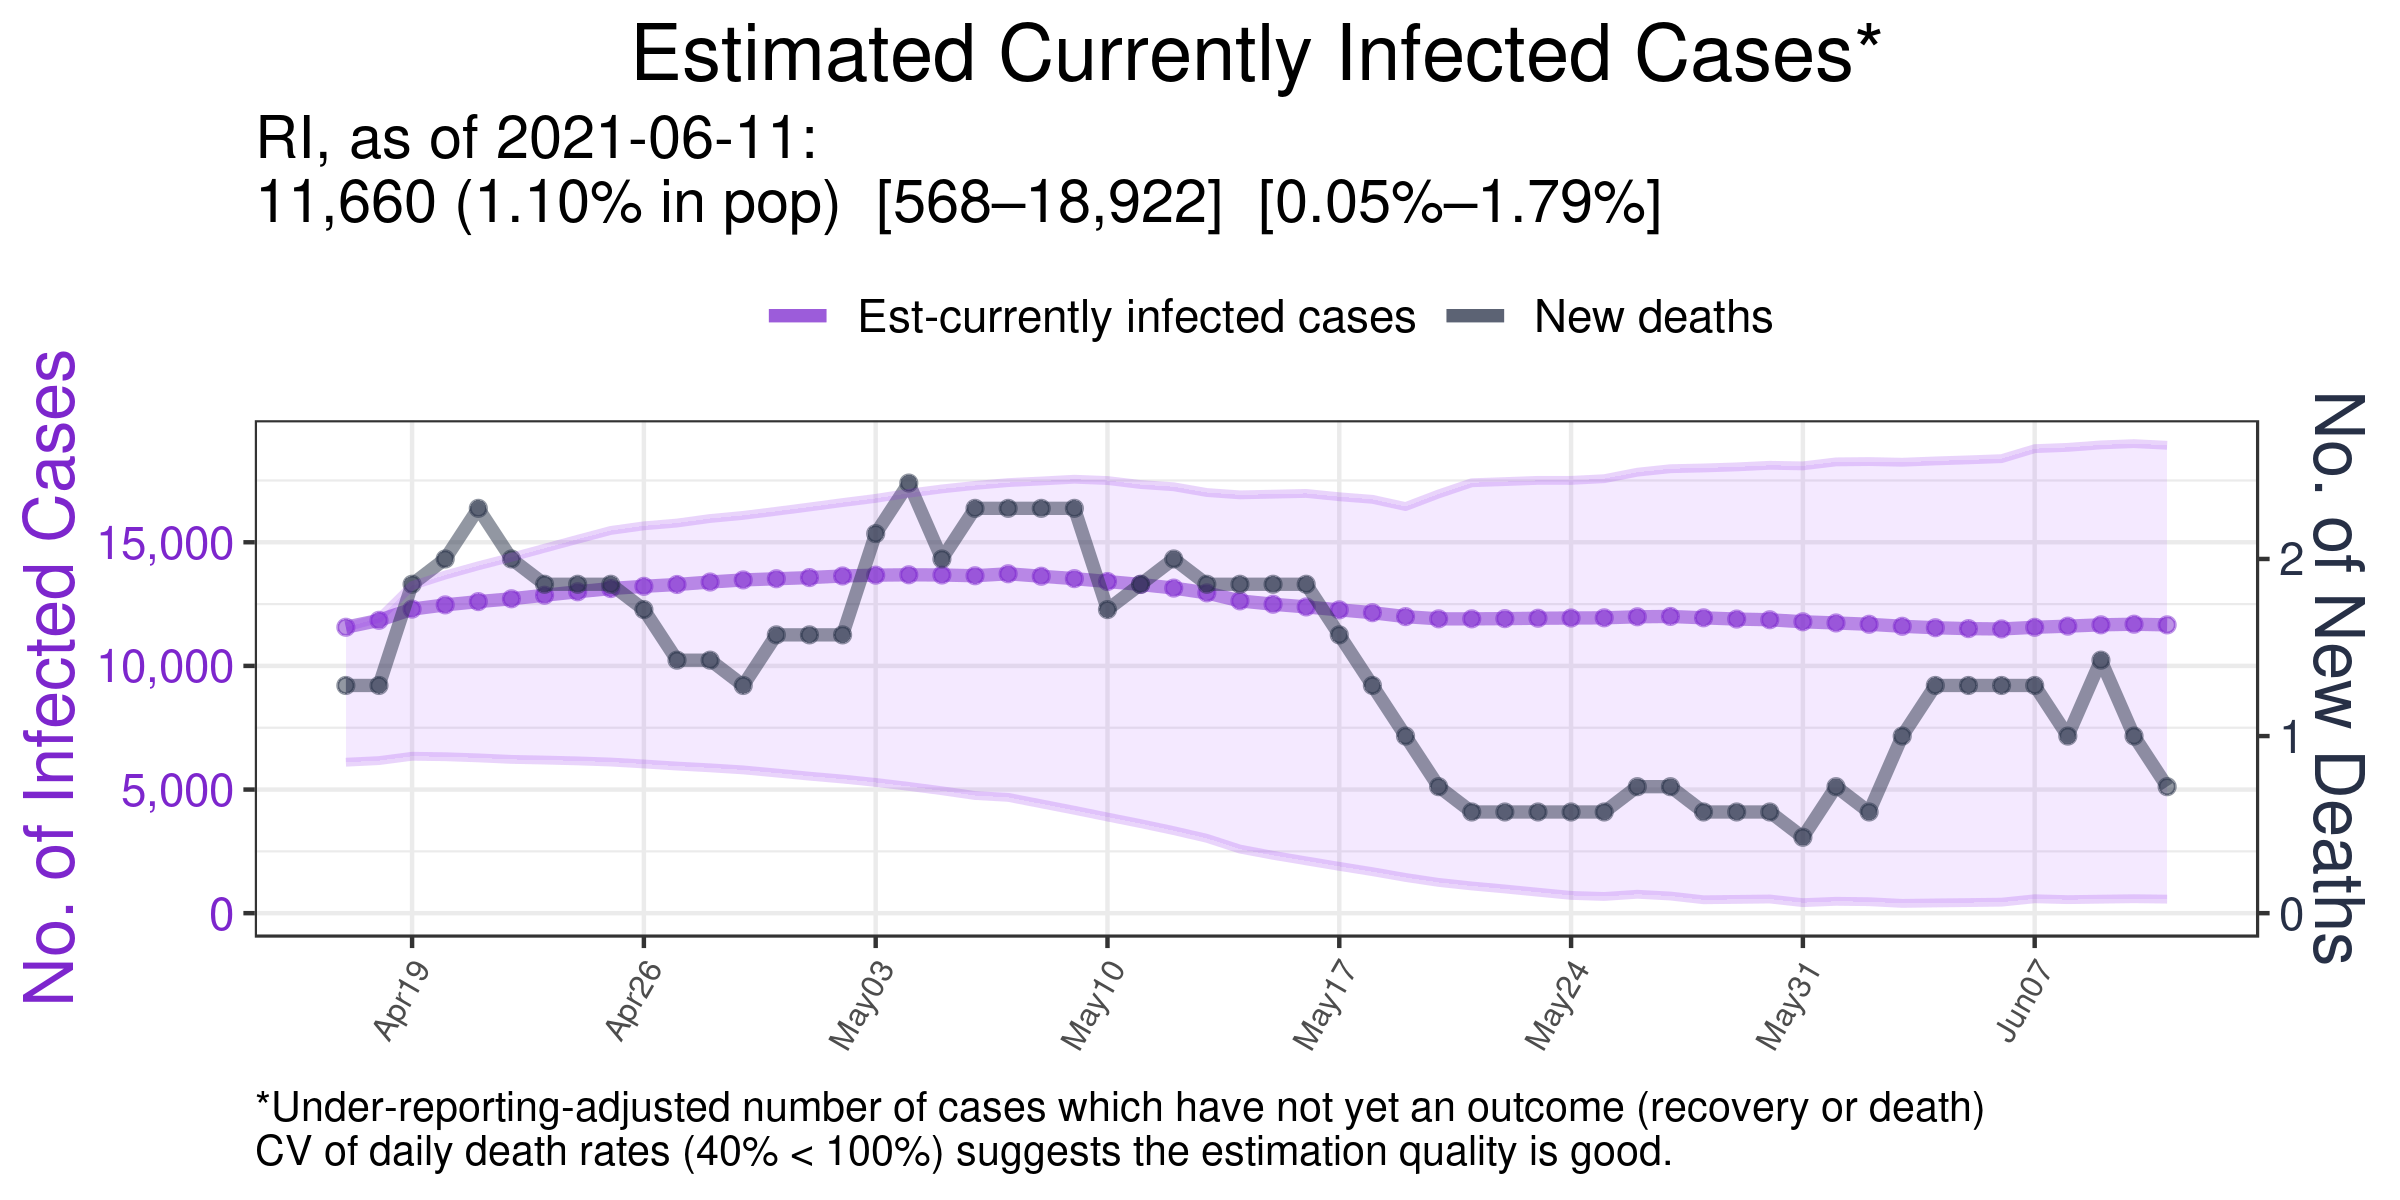 Estimated Currently Infected Cases*
RI, as of 2021-06-11:
11,660 (1.10% in pop)  [568–18,922]  [0.05%–1.79%]
Est-currently infected cases
New deaths
No. of Infected Cases
15,000
10,000
5,000
0
2
1
0
No. of New Deaths
Apr19
Apr26
May03
May10
May17
May24
May31
Jun07
*Under-reporting-adjusted number of cases which have not yet an outcome (recovery or death)
CV of daily death rates (40% < 100%) suggests the estimation quality is good.